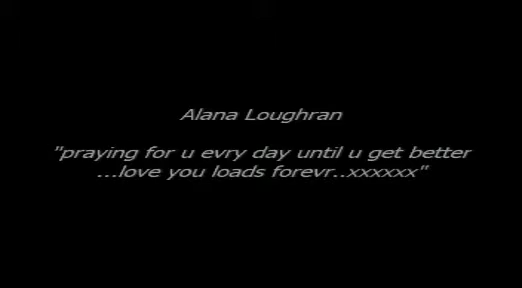 Alana Loughran
"praying for u evry day until u get better
...love you loads forevr..xxxxxx"